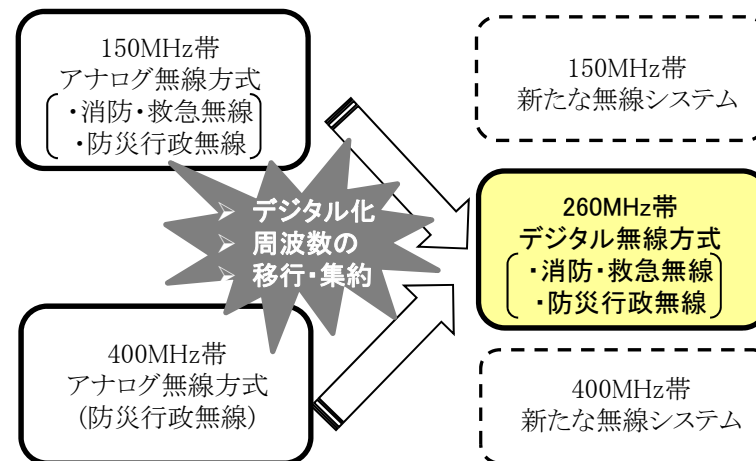 150MHz帯
アナログ無線方式
・消防・救急無線
・防災行政無線
400MHz帯
アナログ無線方式
(防災行政無線)
➢ デジタル化
➢ 周波数の
➢ 移行・集約
150MHz帯
新たな無線システム
260MHz帯
デジタル無線方式
・消防・救急無線
・防災行政無線
400MHz帯
新たな無線システム